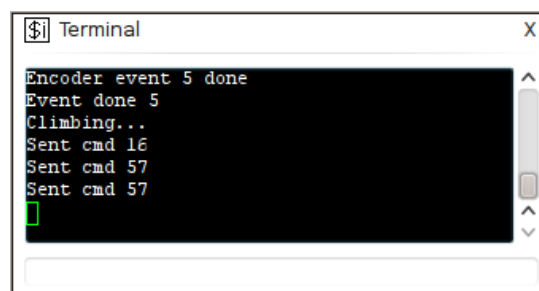 $i Terminal X
Encoder event 5 done
Event done 5
Climbing...
Sent cmd 16
Sent cmd 57
Sent cmd 57